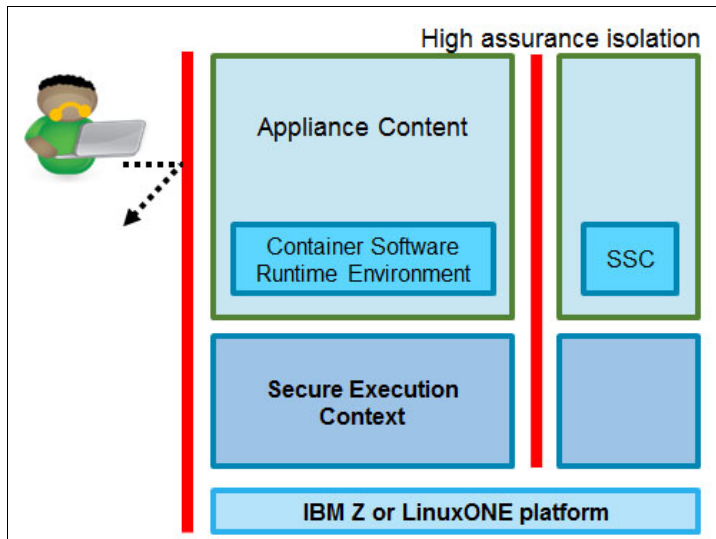 High assurance isolation
Appliance Content
Container Software
Runtime Environment
SSC
Secure Execution
Context
IBM Z or LinuxONE platform